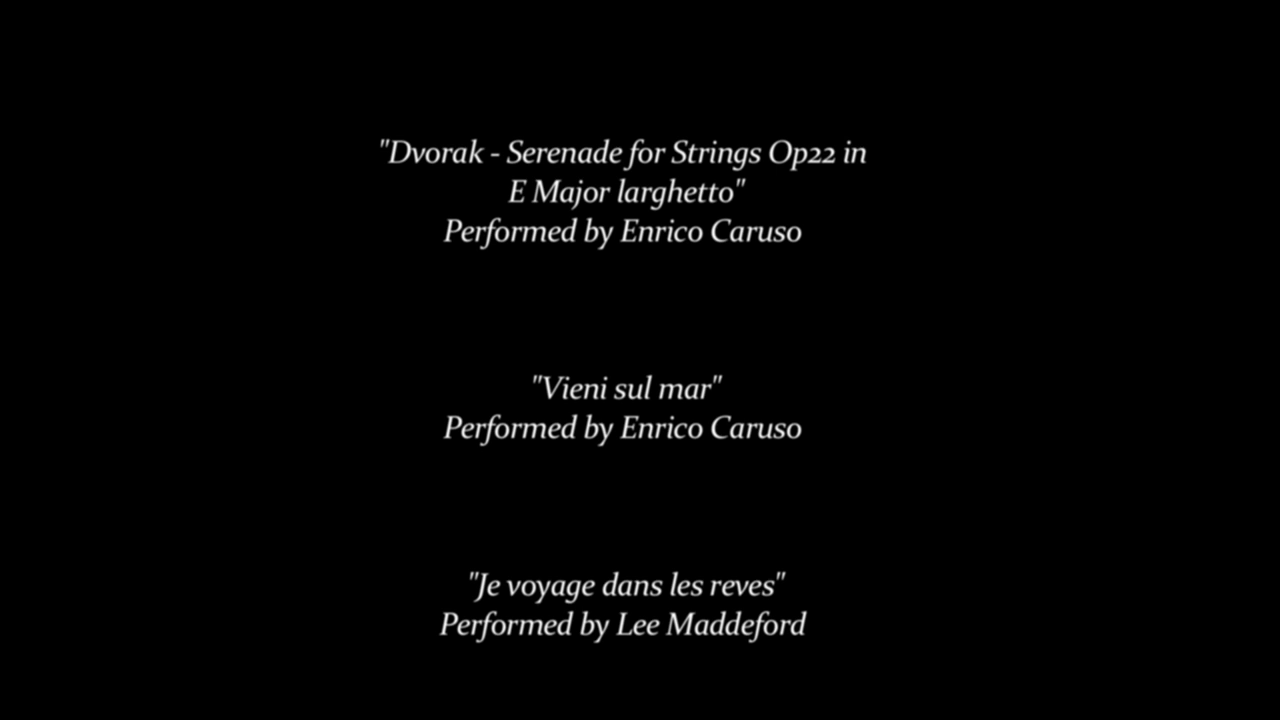 "Dvorak - Serenade for Strings Op22 in
E Major larghetto"
Performed by Enrico Caruso
"Vieni sul mar"
Performed by Enrico Caruso
"Je voyage dans les reves"
Performed by Lee Maddeford